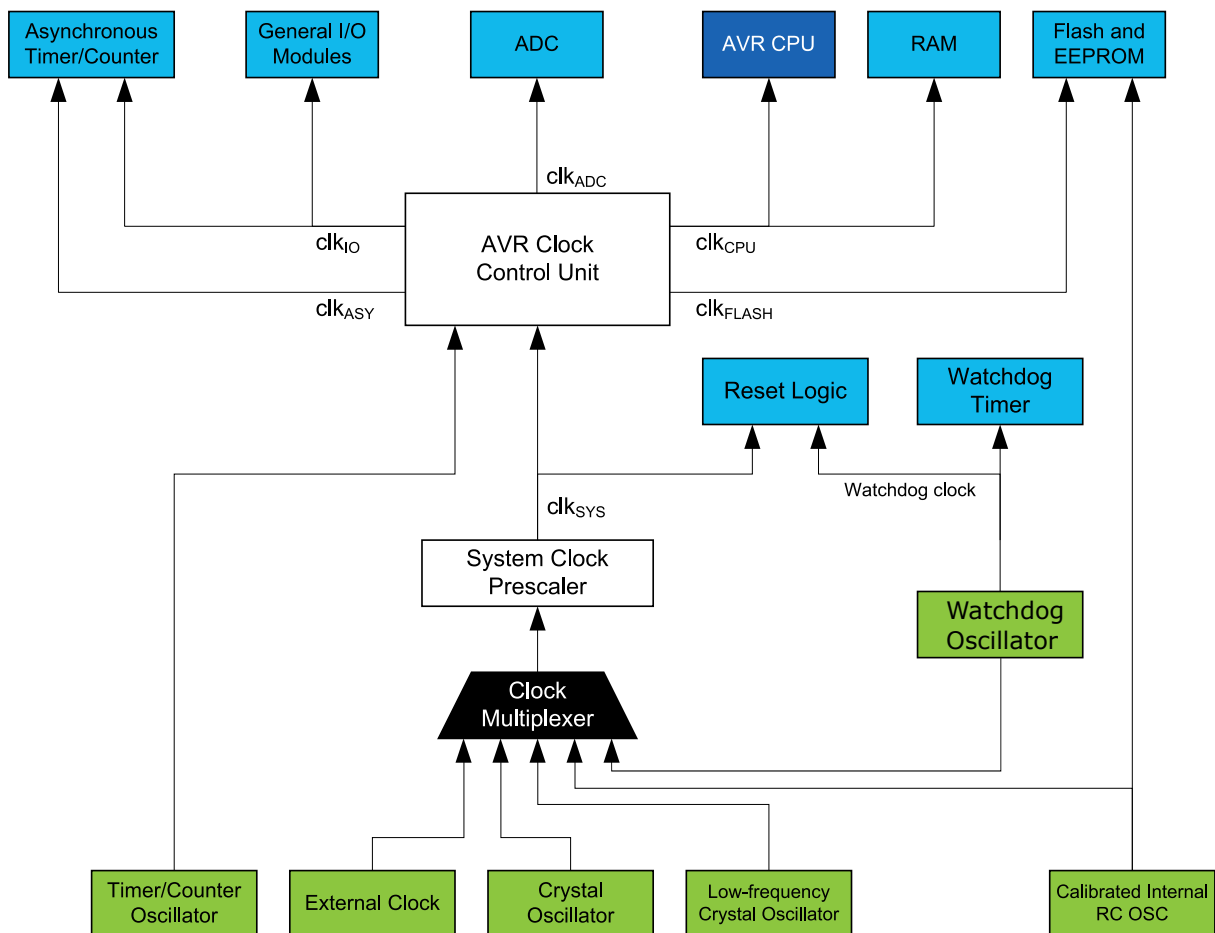 Asynchronous
Timer/Counter
General I/O
Modules
ADC
AVR CPU
RAM
Flash and
EEPROM
clkADC
clkIO
AVR Clock
Control Unit
clkCPU
clkASY
clkFLASH
Reset Logic
Watchdog
Timer
Watchdog clock
clkSYS
System Clock
Prescaler
Watchdog
Oscillator
Clock
Multiplexer
Timer/Counter
Oscillator
External Clock
Crystal
Oscillator
Low-frequency
Crystal Oscillator
Calibrated Internal
RC OSC